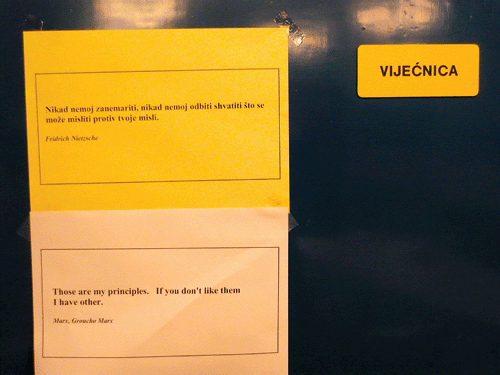 VIJEĆNICA
Nikad nemoj zanemariti, nikad nemoj odbiti shvatiti što se
može misliti protiv tvoje misli.
Fridrich Nietzsche
Those are my principles. If you don't like them
I have other.
Marx, Groucho Marx